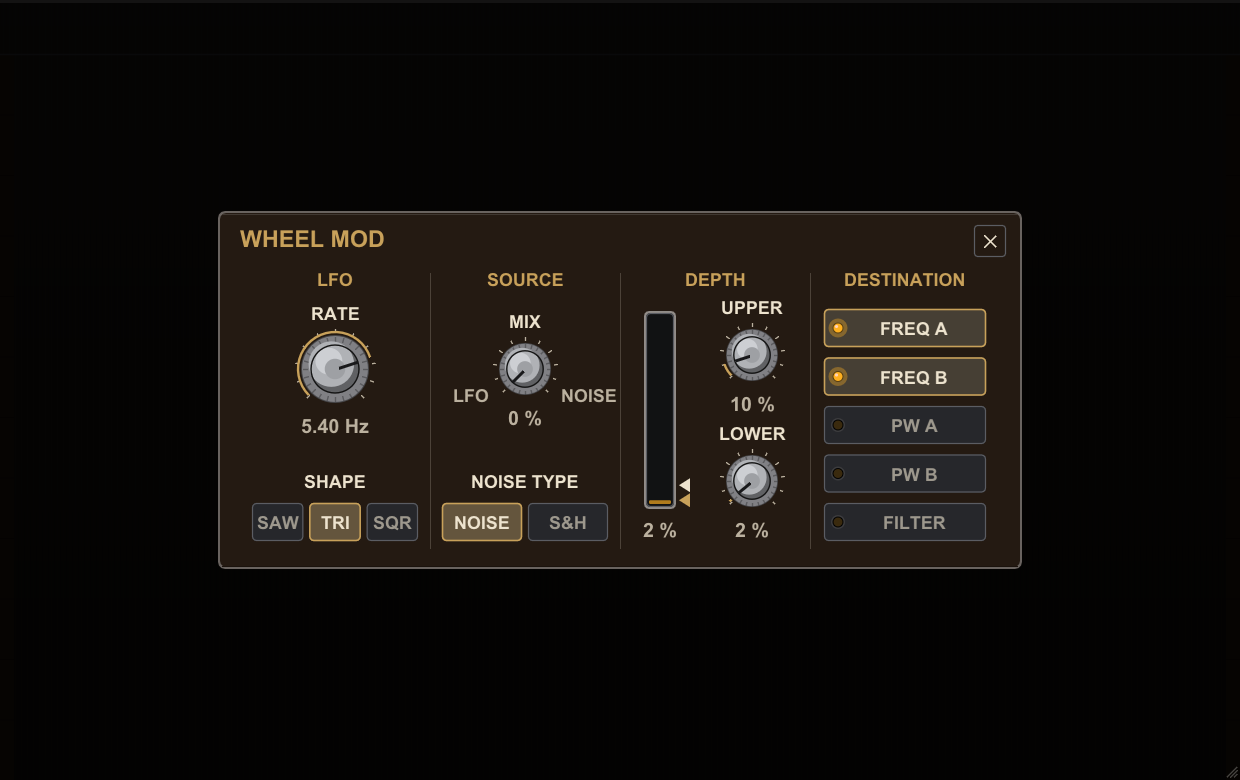 WHEEL MOD
LFO
RATE
5.40 Hz
SHAPE
SAW TRI SQR
SOURCE
MIX
LFO NOISE
0 %
NOISE TYPE
NOISE S&H
DEPTH
UPPER
10 %
LOWER
2 % 2 %
DESTINATION
FREQ A
FREQ B
PW A
PW B
FILTER